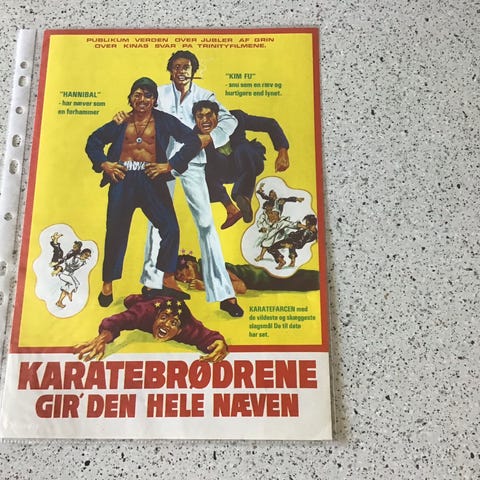 PUBLIKUM VERDEN OVER JUBLER AF GRIN
OVER KINAS SVAR PA TRINITYFILMENE.
"HANNIBAL"
- har næver som
en forhammer
"KIM FU"
- snu som en ræv og
hurtigere end lynet.
KARATEFARCEN med
de vildeste og skæggeste
slagsmål De til dato
har set.
KARATEBRØDRENE
GIR' DEN HELE NÆVEN